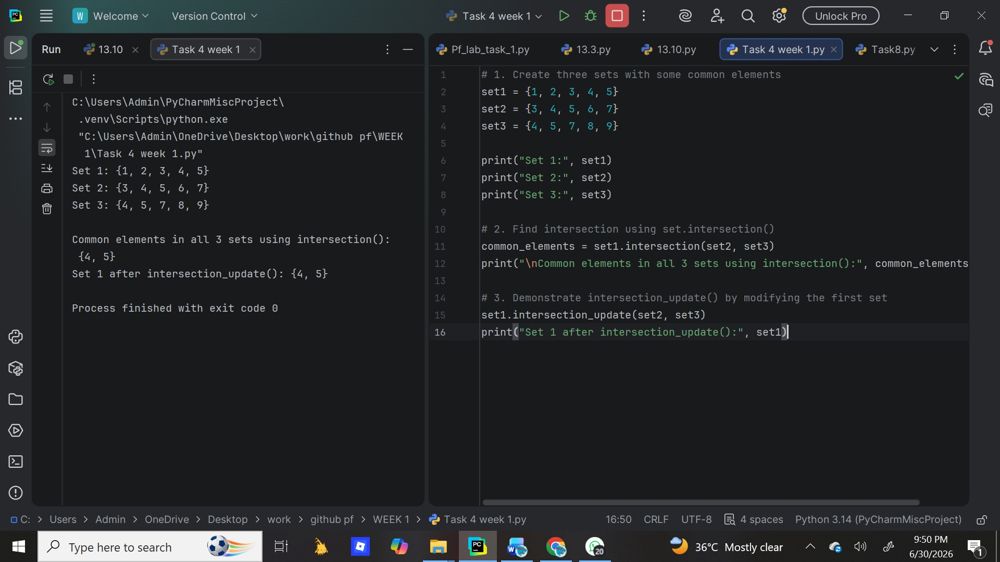 PC
W Welcome
Version Control
Task 4 week 1
Unlock Pro
Run
13.10
Task 4 week 1
Pf_lab_task_1.py
13.3.py
13.10.py
Task 4 week 1.py
Task8.py
C:\Users\Admin\PyCharmMiscProject\
.venv\Scripts\python.exe
"C:\Users\Admin\OneDrive\Desktop\work\github pf\WEEK
1\Task 4 week 1.py"
Set 1: {1, 2, 3, 4, 5}
Set 2: {3, 4, 5, 6, 7}
Set 3: {4, 5, 7, 8, 9}
Common elements in all 3 sets using intersection():
{4, 5}
Set 1 after intersection_update(): {4, 5}
Process finished with exit code 0
1 # 1. Create three sets with some common elements
2 set1 = {1, 2, 3, 4, 5}
3 set2 = {3, 4, 5, 6, 7}
4 set3 = {4, 5, 7, 8, 9}
5
6 print("Set 1:", set1)
7 print("Set 2:", set2)
8 print("Set 3:", set3)
9
10 # 2. Find intersection using set.intersection()
11 common_elements = set1.intersection(set2, set3)
12 print("\nCommon elements in all 3 sets using intersection():", common_elements
13
14 # 3. Demonstrate intersection_update() by modifying the first set
15 set1.intersection_update(set2, set3)
16 print("Set 1 after intersection_update():", set1)
C: > Users > Admin > OneDrive > Desktop > work > github pf > WEEK 1 > Task 4 week 1.py
16:50 CRLF UTF-8 4 spaces Python 3.14 (PyCharmMiscProject)
Type here to search
PC
W
20
36°C Mostly clear
9:50 PM
6/30/2026
1